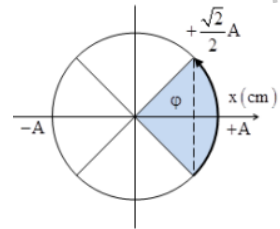 +√2/2 A
φ
x(cm)
−A
+A